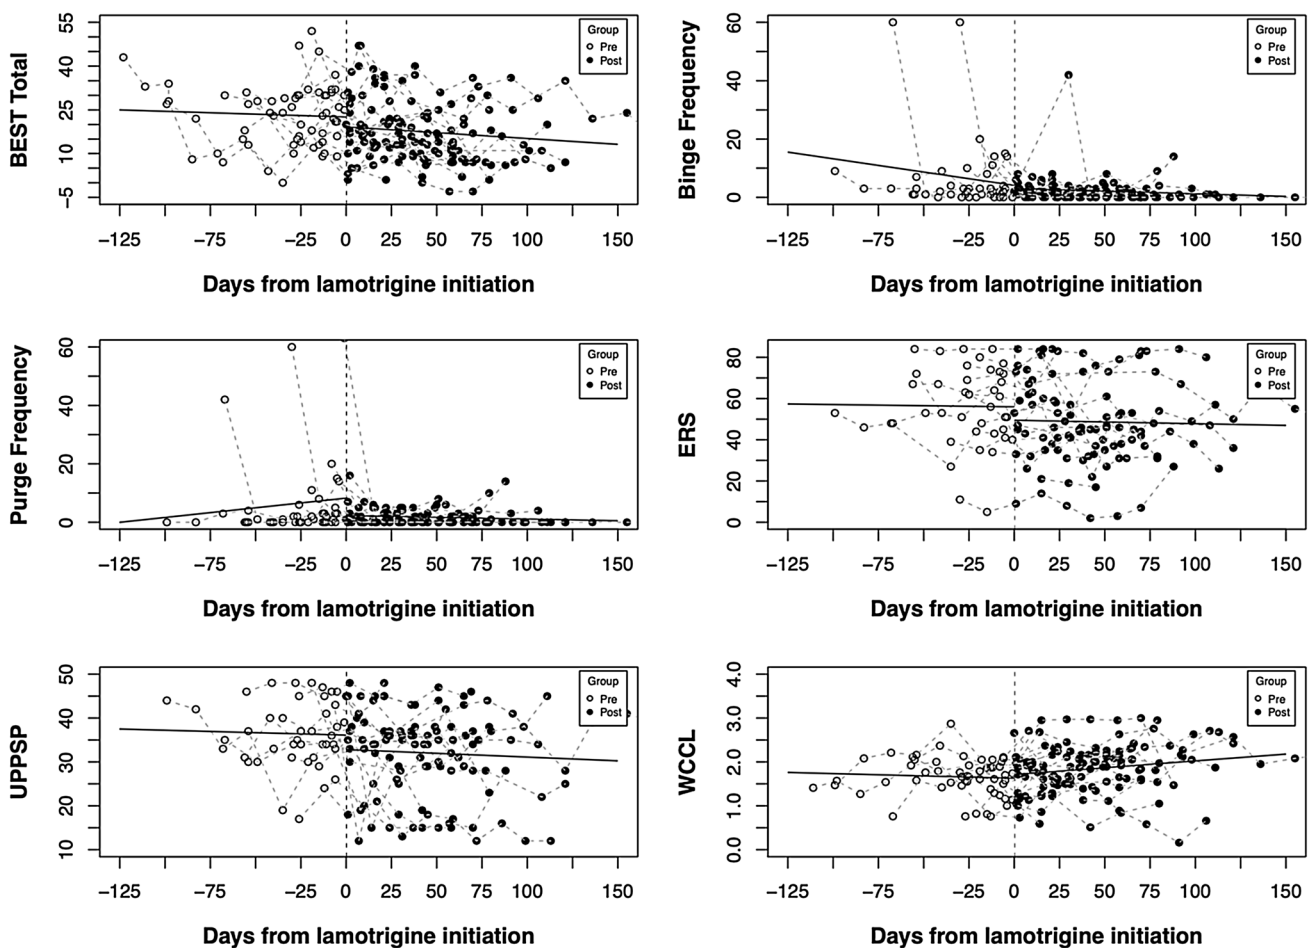 BEST Total
55
40
25
10
−5
Group
Pre
Post
−125 −75 −25 0 25 50 75 100 150
Days from lamotrigine initiation
Binge Frequency
60
40
20
0
Group
Pre
Post
−125 −75 −25 0 25 50 75 100 150
Days from lamotrigine initiation
Purge Frequency
60
40
20
0
Group
Pre
Post
−125 −75 −25 0 25 50 75 100 150
Days from lamotrigine initiation
ERS
80
60
40
20
0
Group
Pre
Post
−125 −75 −25 0 25 50 75 100 150
Days from lamotrigine initiation
UPPSP
50
40
30
20
10
Group
Pre
Post
−125 −75 −25 0 25 50 75 100 150
Days from lamotrigine initiation
WCCL
4.0
3.0
2.0
1.0
0.0
Group
Pre
Post
−125 −75 −25 0 25 50 75 100 150
Days from lamotrigine initiation